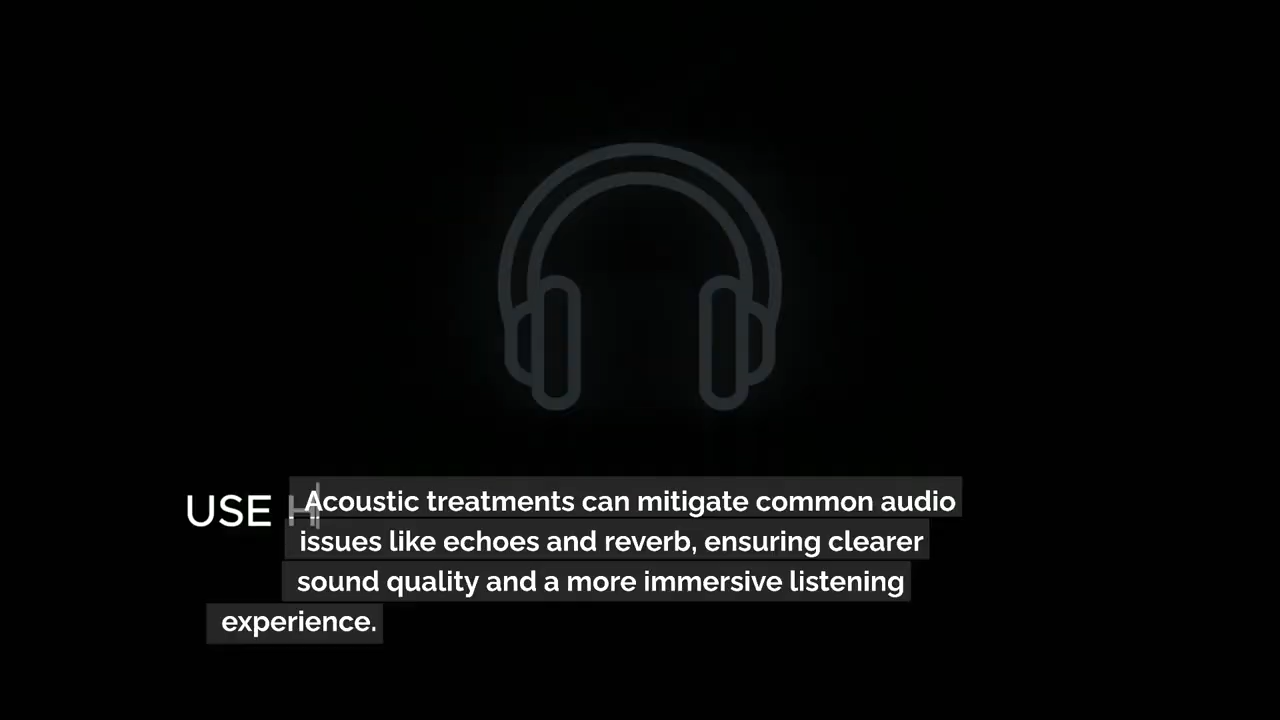 USE H
Acoustic treatments can mitigate common audio
issues like echoes and reverb, ensuring clearer
sound quality and a more immersive listening
experience.